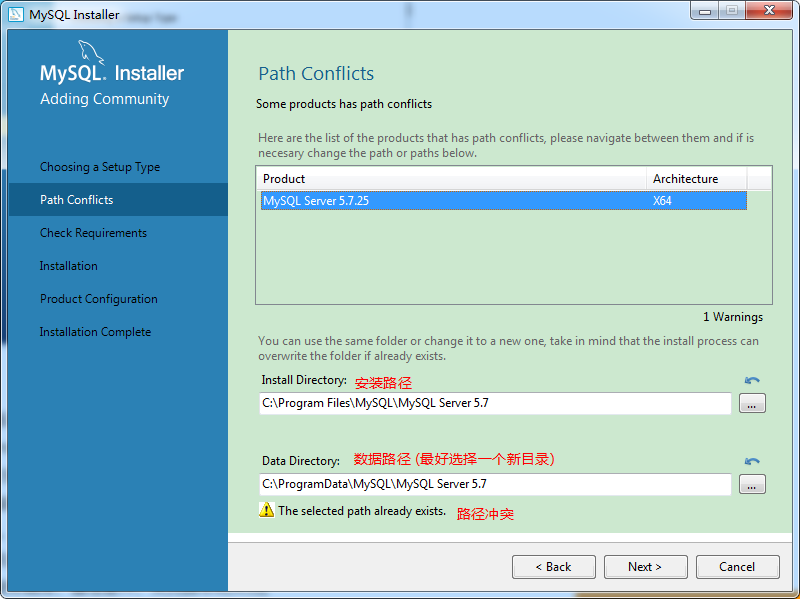 MySQL Installer
MySQL. Installer
Adding Community
Choosing a Setup Type
Path Conflicts
Check Requirements
Installation
Product Configuration
Installation Complete
Path Conflicts
Some products has path conflicts
Here are the list of the products that has path conflicts, please navigate between them and if is
necesary change the path or paths below.
Product Architecture
MySQL Server 5.7.25 X64
1 Warnings
You can use the same folder or change it to a new one, take in mind that the install process can
overwrite the folder if already exists.
Install Directory: 安装路径
C:\Program Files\MySQL\MySQL Server 5.7 ...
Data Directory: 数据路径 (最好选择一个新目录)
C:\ProgramData\MySQL\MySQL Server 5.7 ...
The selected path already exists. 路径冲突
< Back Next > Cancel